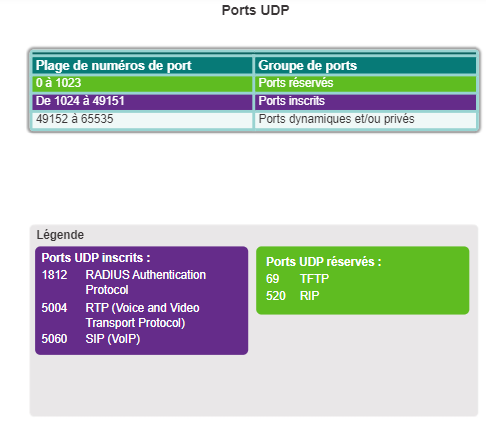 Ports UDP
Plage de numéros de port Groupe de ports
0 à 1023 Ports réservés
De 1024 à 49151 Ports inscrits
49152 à 65535 Ports dynamiques et/ou privés
Légende
Ports UDP inscrits :
1812 RADIUS Authentication
Protocol
5004 RTP (Voice and Video
Transport Protocol)
5060 SIP (VoIP)
Ports UDP réservés :
69 TFTP
520 RIP